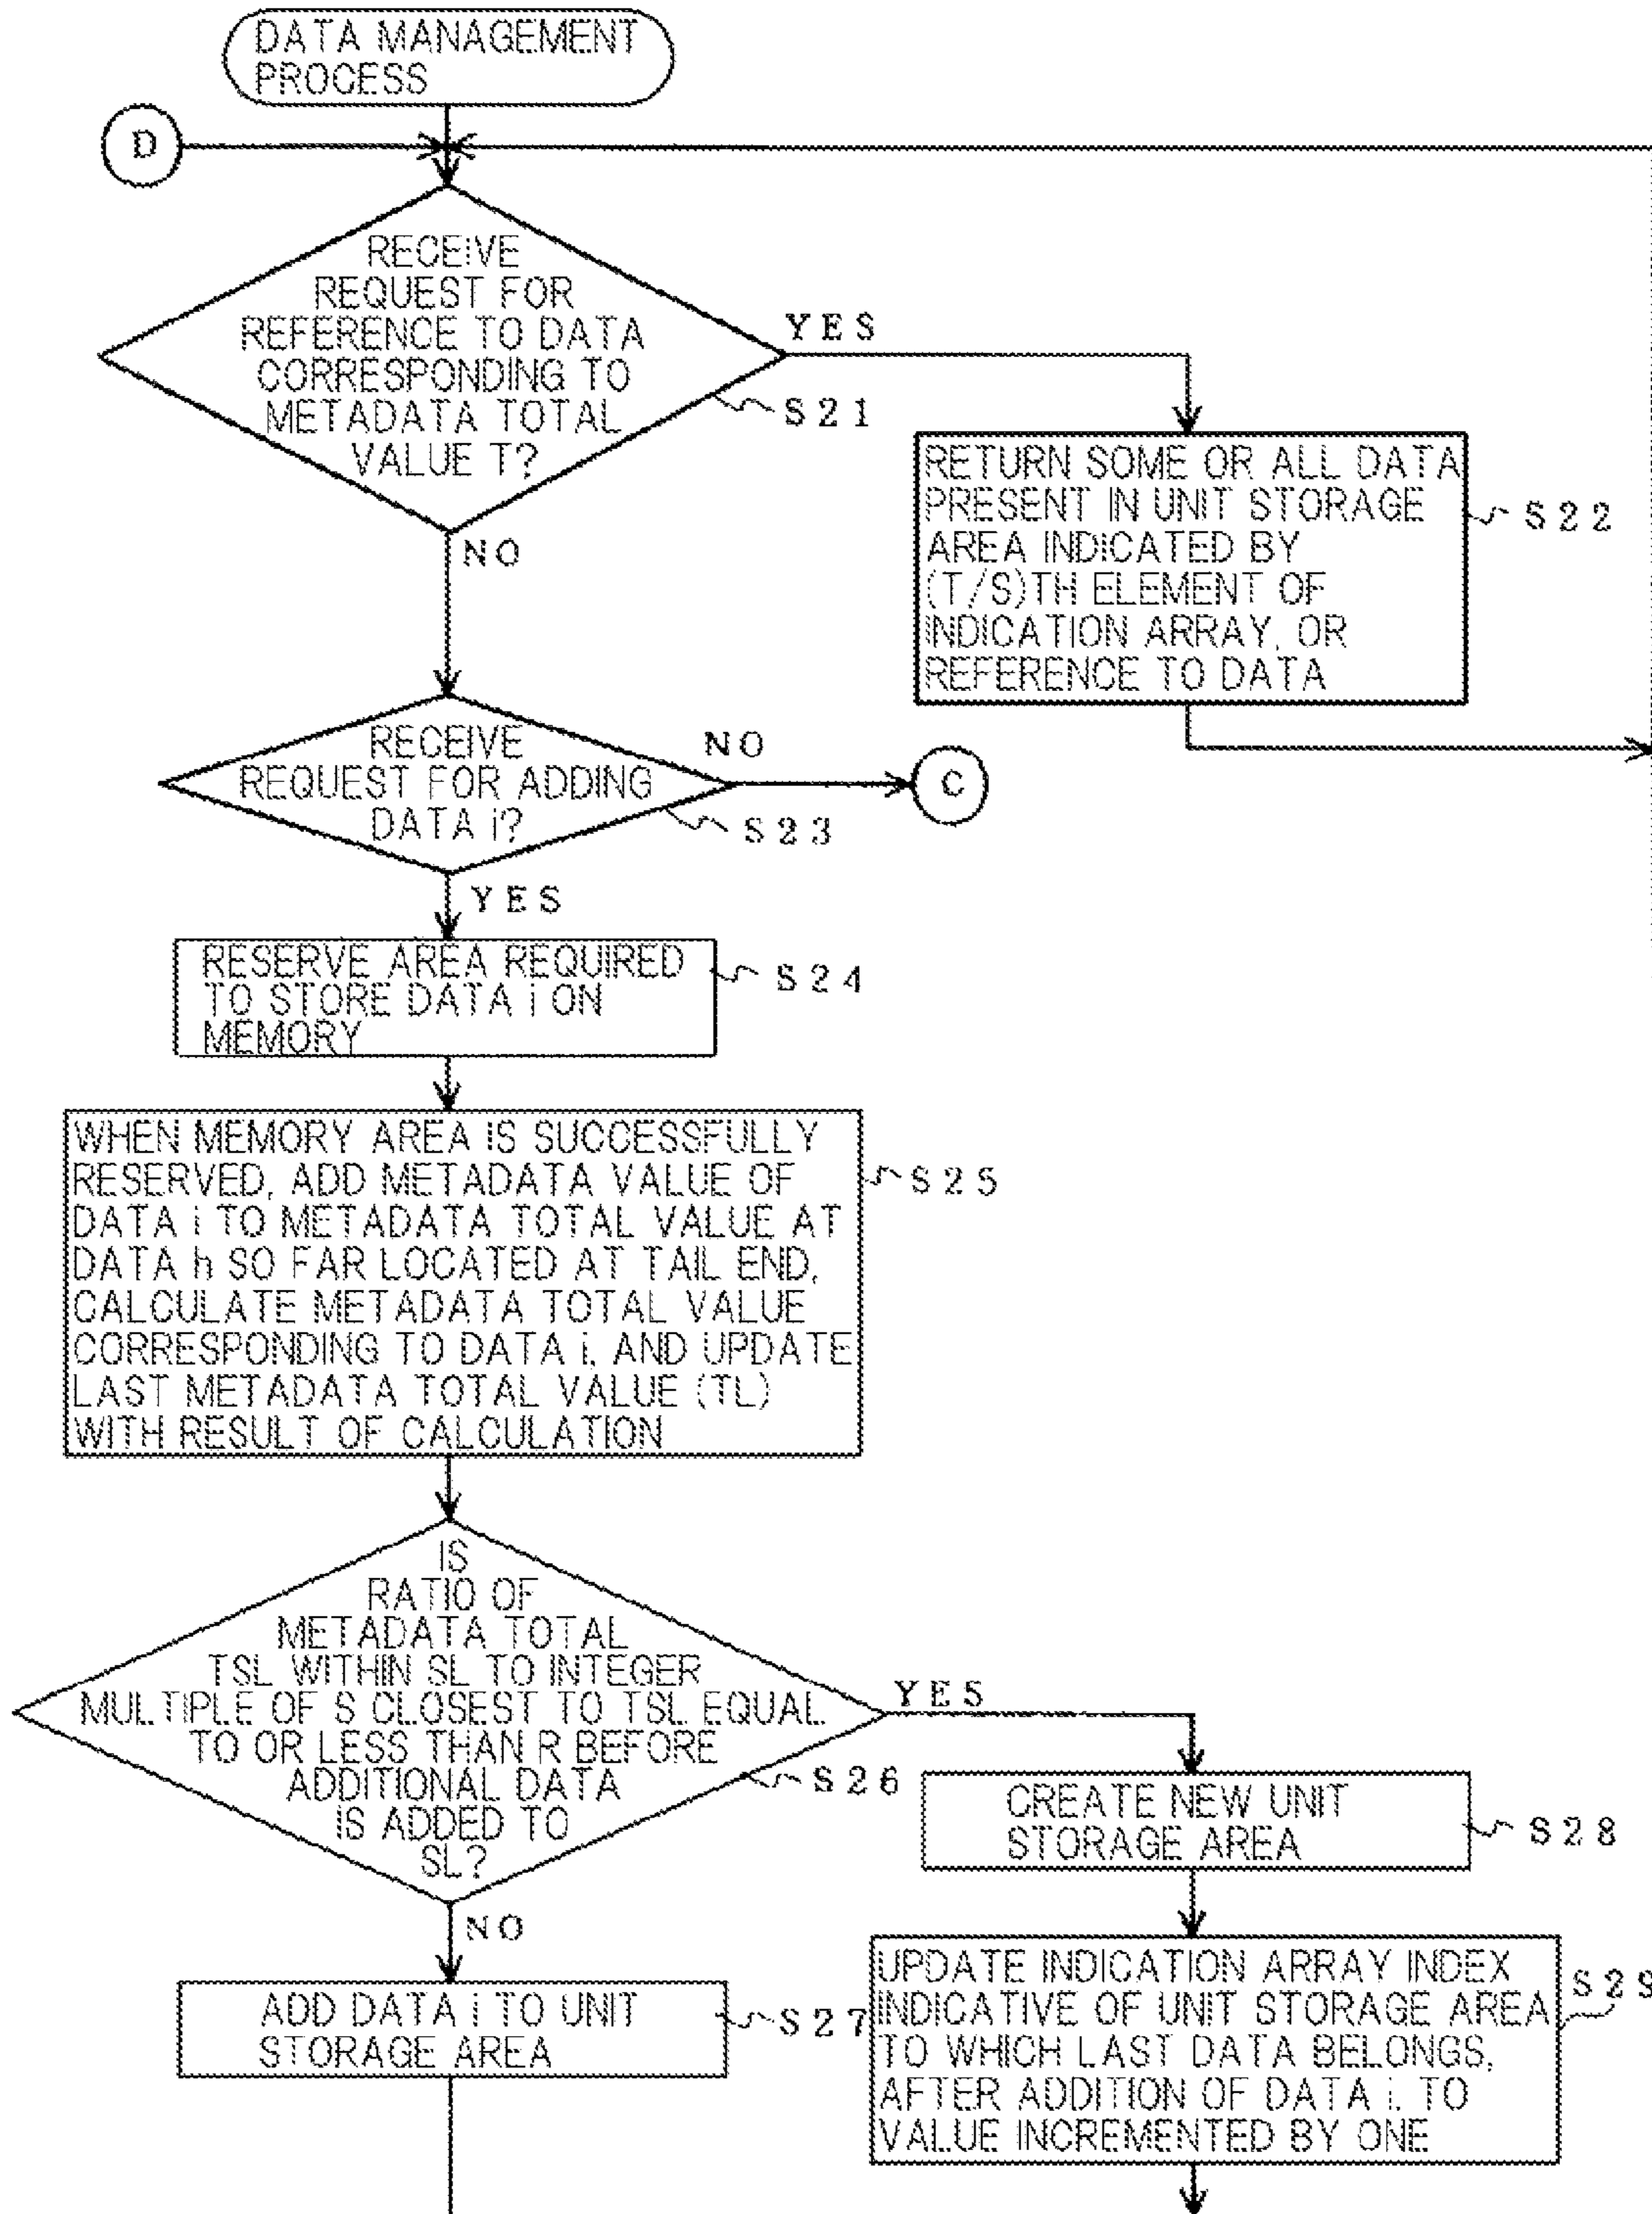 DATA MANAGEMENT
PROCESS
D
RECEIVE
REQUEST FOR
REFERENCE TO DATA
CORRESPONDING TO
METADATA TOTAL
VALUE T?
YES
S21
NO
RETURN SOME OR ALL DATA
PRESENT IN UNIT STORAGE
AREA INDICATED BY
(T/S)TH ELEMENT OF
INDICATION ARRAY, OR
REFERENCE TO DATA
S22
RECEIVE
REQUEST FOR ADDING
DATA i?
NO
C
S23
YES
RESERVE AREA REQUIRED
TO STORE DATA i ON
MEMORY
S24
WHEN MEMORY AREA IS SUCCESSFULLY
RESERVED, ADD METADATA VALUE OF
DATA i TO METADATA TOTAL VALUE AT
DATA h SO FAR LOCATED AT TAIL END,
CALCULATE METADATA TOTAL VALUE
CORRESPONDING TO DATA i, AND UPDATE
LAST METADATA TOTAL VALUE (TL)
WITH RESULT OF CALCULATION
S25
IS
RATIO OF
METADATA TOTAL
TSL WITHIN SL TO INTEGER
MULTIPLE OF S CLOSEST TO TSL EQUAL
TO OR LESS THAN R BEFORE
ADDITIONAL DATA
IS ADDED TO
SL?
YES
S26
NO
CREATE NEW UNIT
STORAGE AREA
S28
ADD DATA i TO UNIT
STORAGE AREA
S27
UPDATE INDICATION ARRAY INDEX
INDICATIVE OF UNIT STORAGE AREA
TO WHICH LAST DATA BELONGS,
AFTER ADDITION OF DATA i, TO
VALUE INCREMENTED BY ONE
S29